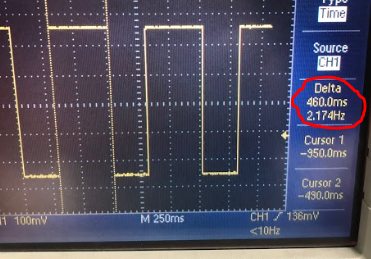 Type
Time
Source
CH1
Delta
460.0ms
2.174Hz
Cursor 1
-950.0ms
Cursor 2
-490.0ms
100mV
M 250ms
CH1
136mV
<10Hz